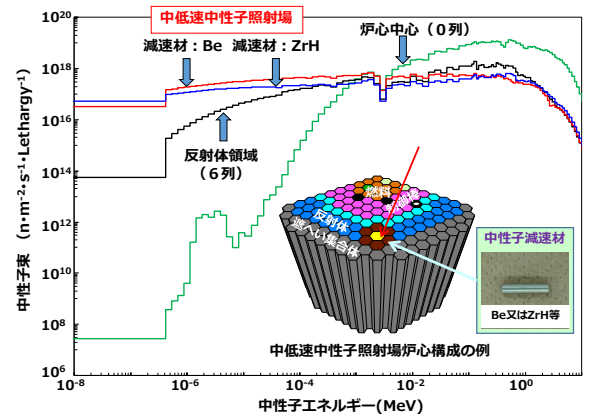 中低速中性子照射場
減速材：Be 減速材：ZrH
炉心中心（０列）
反射体領域
（６列）
10²⁰
10¹⁸
10¹⁶
10¹⁴
10¹²
10¹⁰
10⁸
10⁶
中性子束 （n・m⁻²・s⁻¹・Lethargy⁻¹）
燃料
反射体
遮へい集合体
中性子減速材
Be又はZrH等
中低速中性子照射場炉心構成の例
10⁻⁸
10⁻⁶
10⁻⁴
10⁻²
10⁰
中性子エネルギー(MeV)